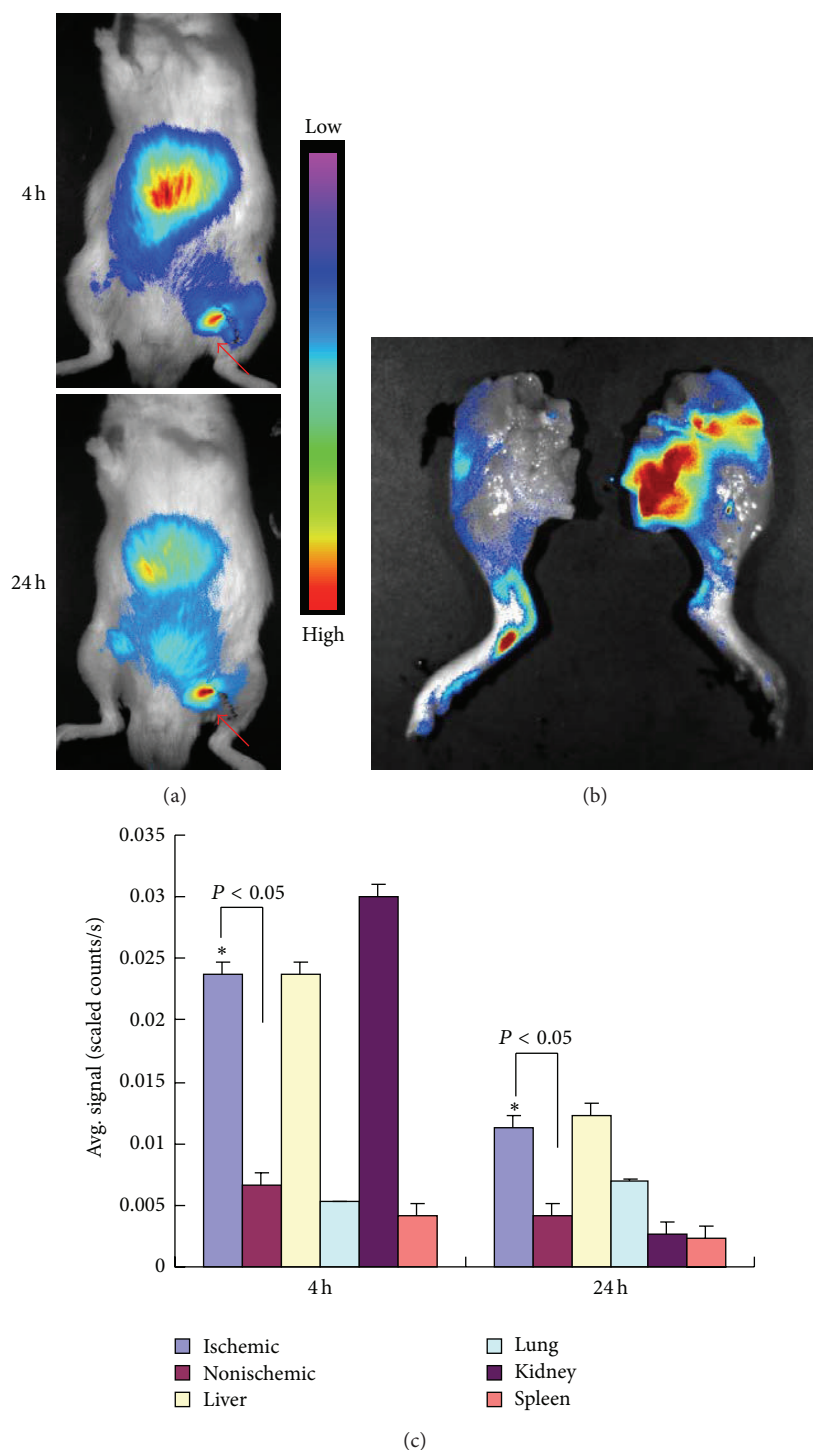 4 h
Low
24 h
High
(a)
(b)
0.035
0.03
0.025
0.02
0.015
0.01
0.005
0
Avg. signal (scaled counts/s)
P < 0.05
*
P < 0.05
*
4 h
24 h
Ischemic
Nonischemic
Liver
Lung
Kidney
Spleen
(c)